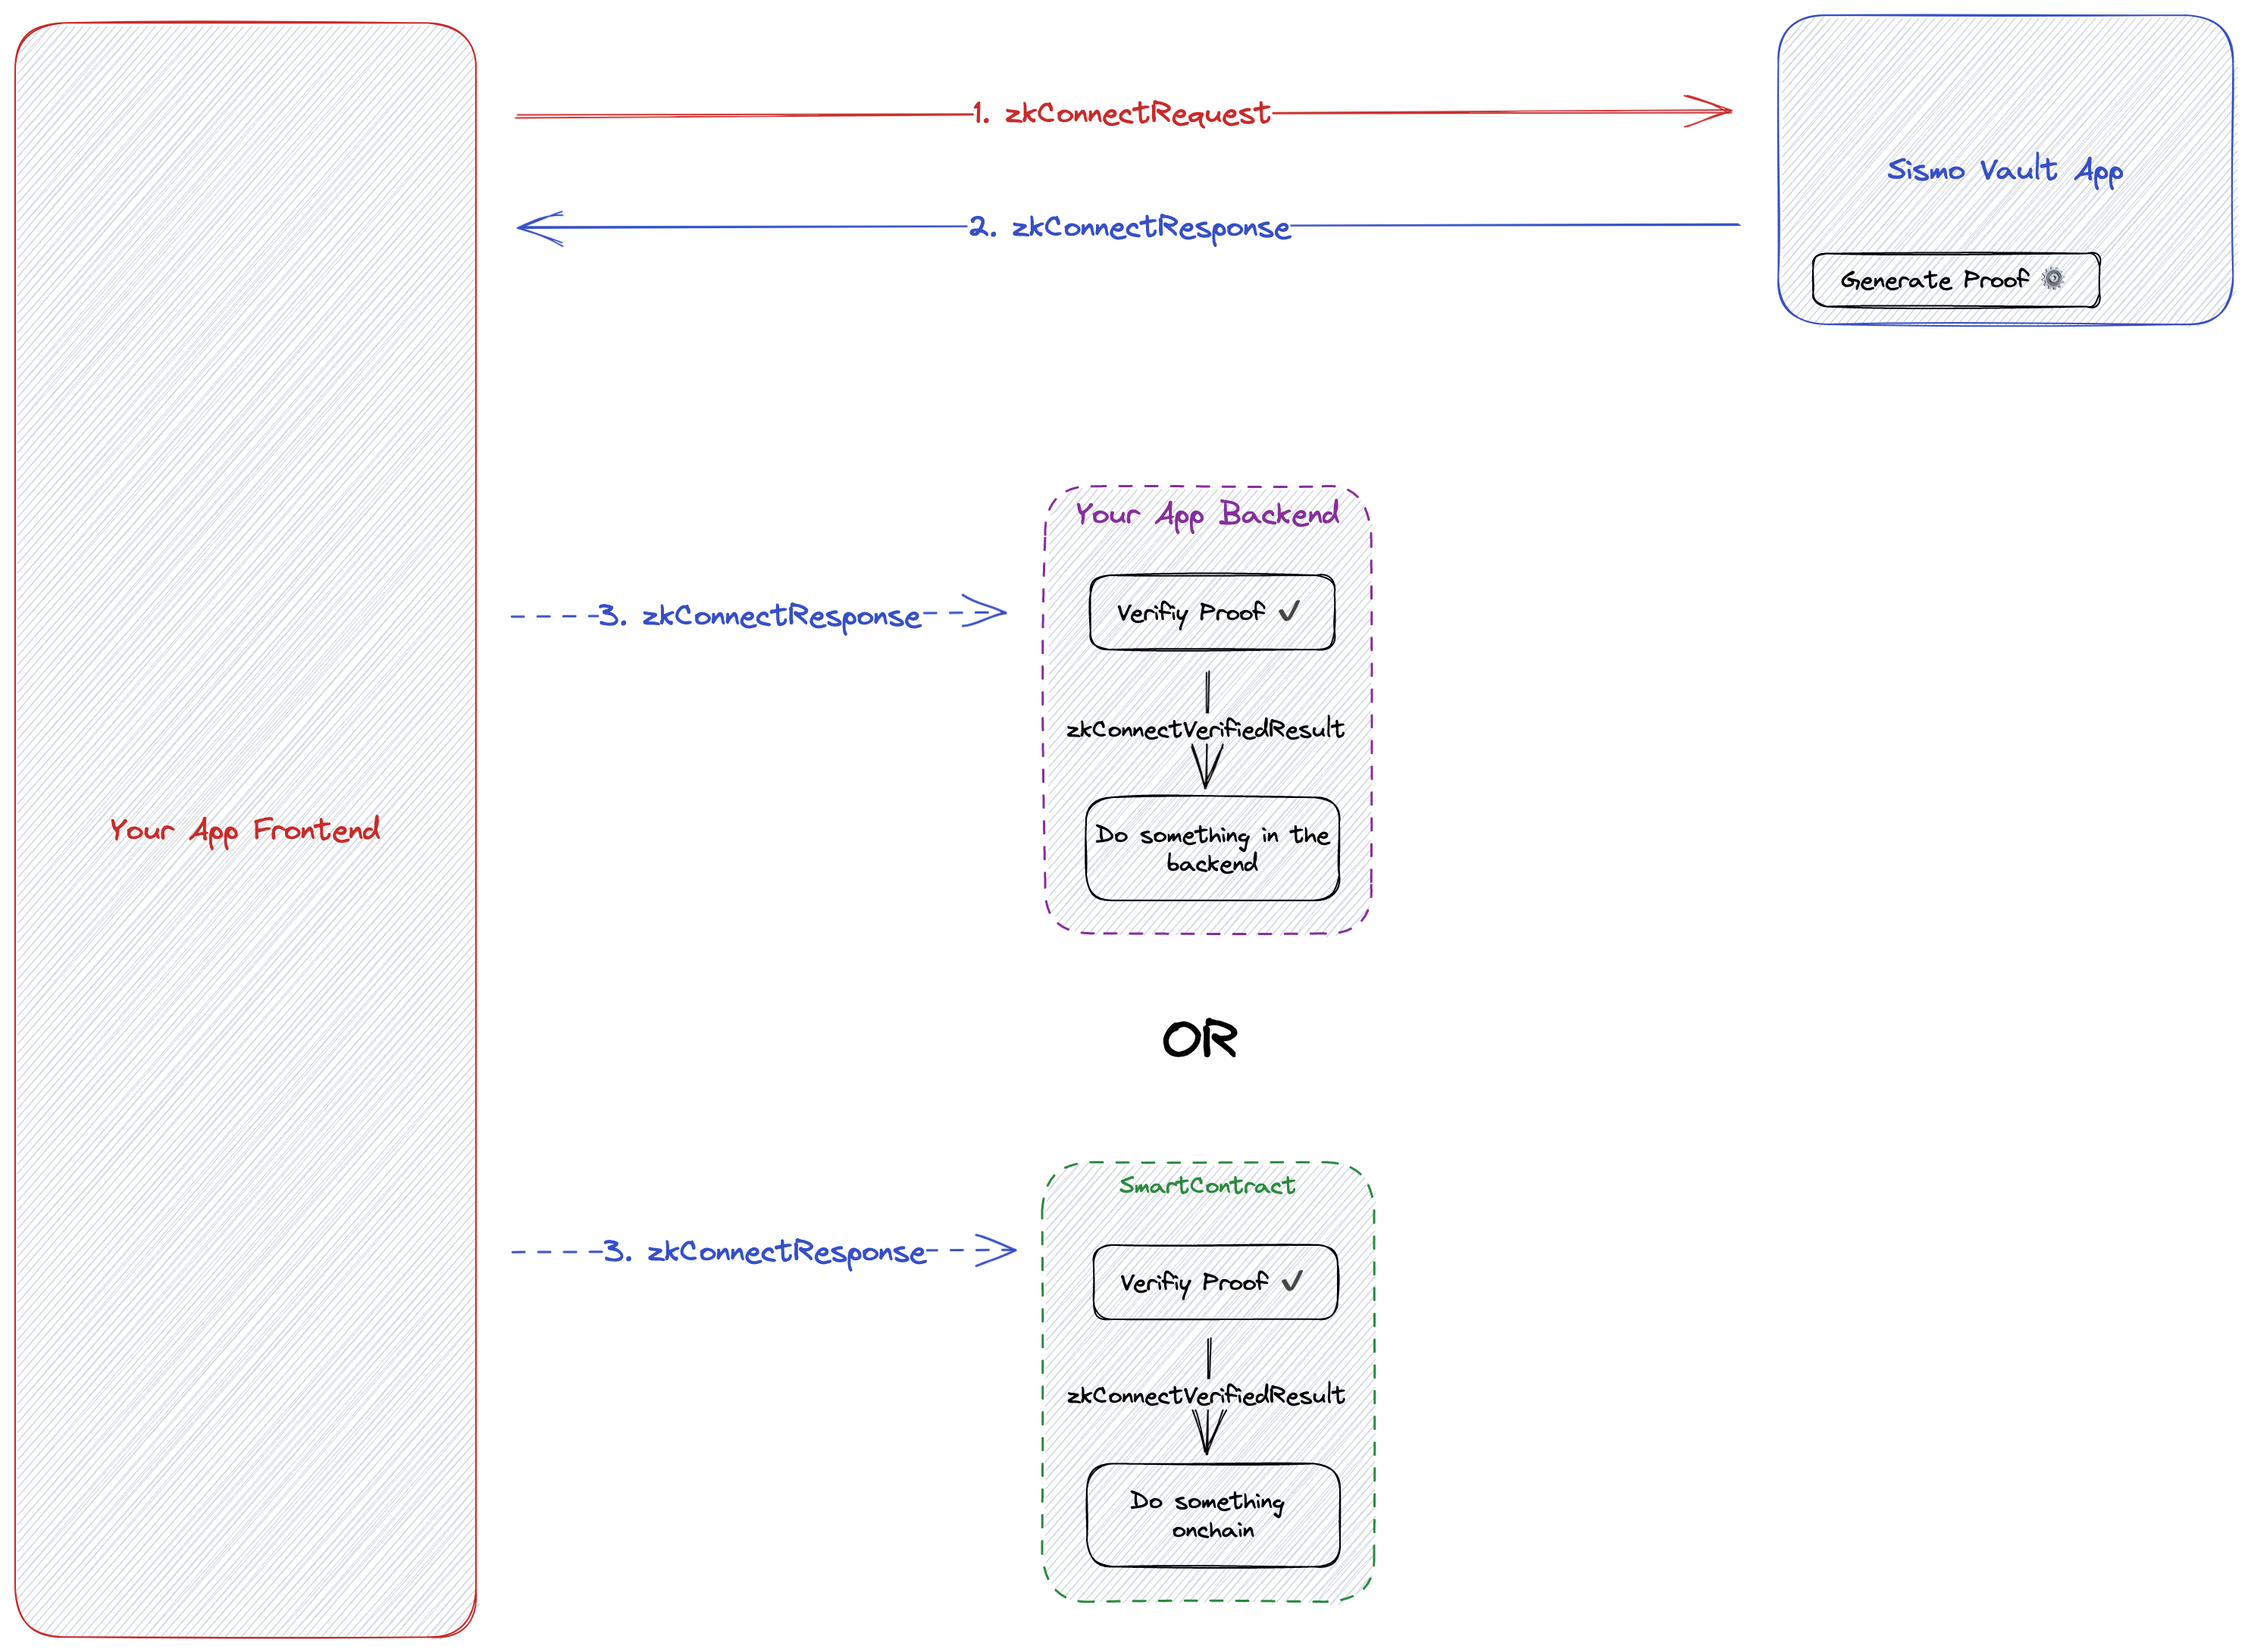 1. zkConnectRequest
Sismo Vault App
2. zkConnectResponse
Generate Proof
Your App Backend
3. zkConnectResponse
Verifiy Proof ✔
zkConnectVerifiedResult
Your App Frontend
Do something in the
backend
OR
SmartContract
3. zkConnectResponse
Verifiy Proof ✔
zkConnectVerifiedResult
Do something
onchain